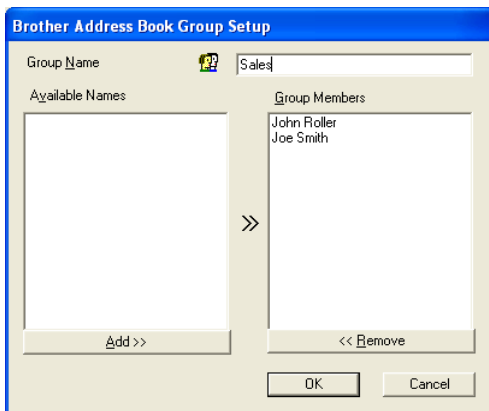 Brother Address Book Group Setup
Group Name
Sales
Available Names
Group Members
John Roller
Joe Smith
Add >>
<< Remove
OK
Cancel